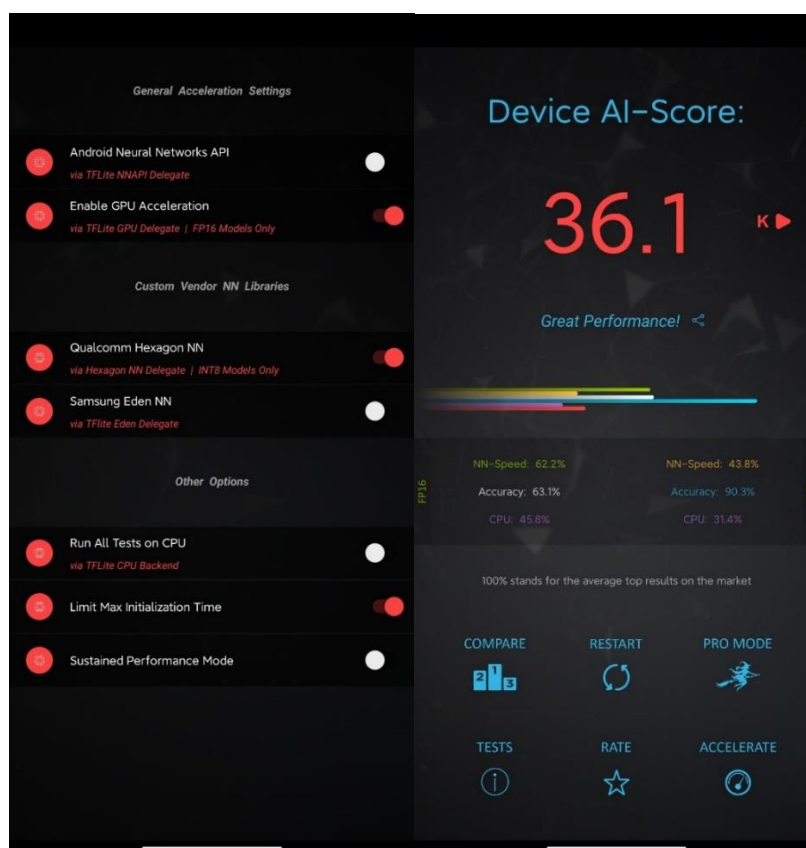 General Acceleration Settings
Android Neural Networks API
via TFLite NNAPI Delegate
Enable GPU Acceleration
via TFLite GPU Delegate | FP16 Models Only
Custom Vendor NN Libraries
Qualcomm Hexagon NN
via Hexagon NN Delegate | INT8 Models Only
Samsung Eden NN
via TFlite Eden Delegate
Other Options
Run All Tests on CPU
via TFLite CPU Backend
Limit Max Initialization Time
Sustained Performance Mode
Device AI-Score:
36.1 K
Great Performance!
FP16
NN-Speed: 62.2% NN-Speed: 43.8%
Accuracy: 63.1% Accuracy: 90.3%
CPU: 45.8% CPU: 31.4%
100% stands for the average top results on the market
COMPARE RESTART PRO MODE
2 1 3
TESTS RATE ACCELERATE